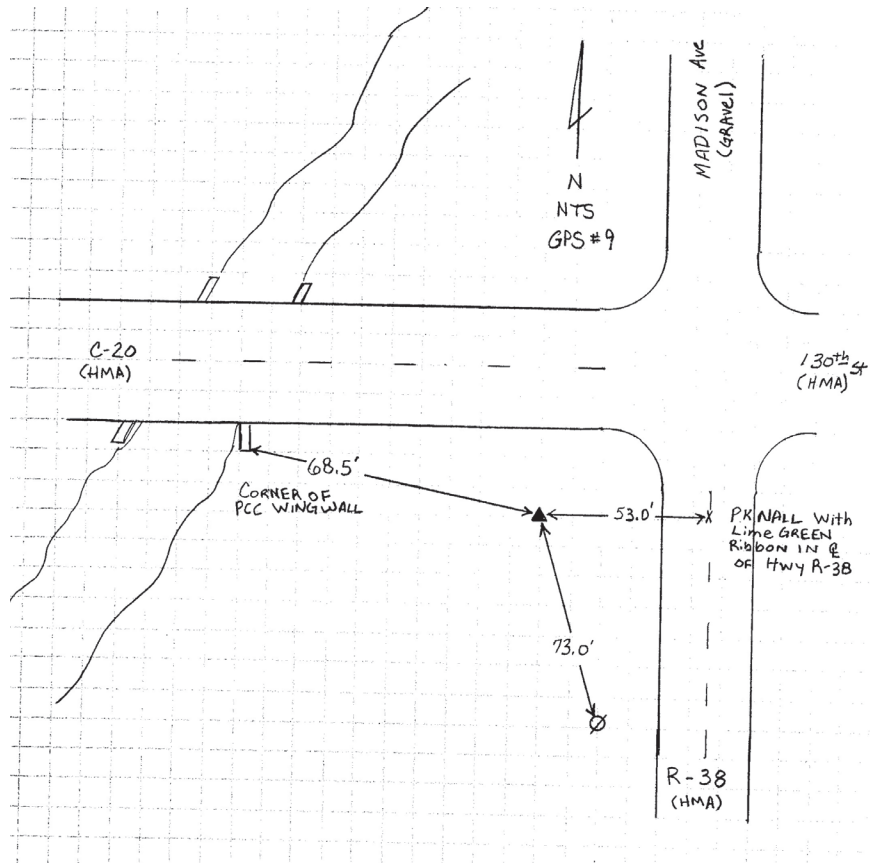 MADISON Ave
(GRAVEL)
N
NTS
GPS #9
C-20
(HMA)
130th St
(HMA)
68.5'
CORNER OF
PCC WINGWALL
53.0'
X
PK NAIL With
Lime GREEN
Ribbon IN ℄
OF Hwy R-38
73.0'
R-38
(HMA)